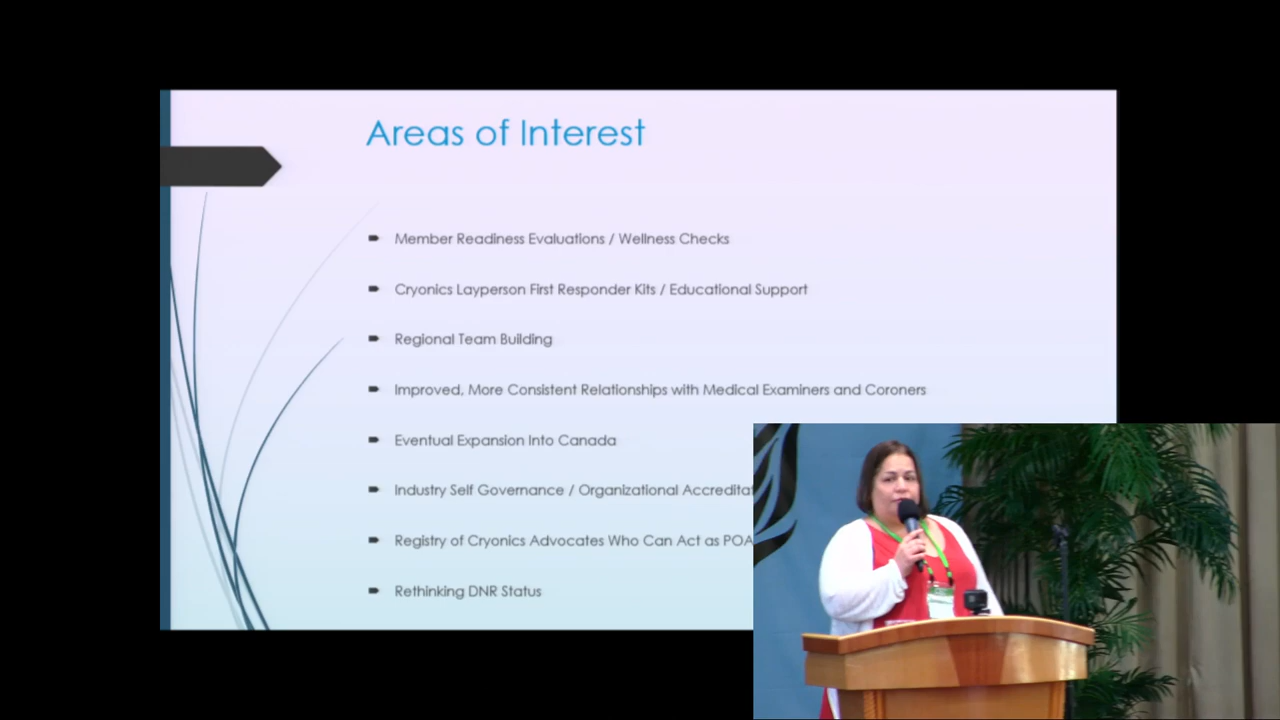 Areas of Interest
Member Readiness Evaluations / Wellness Checks
Cryonics Layperson First Responder Kits / Educational Support
Regional Team Building
Improved, More Consistent Relationships with Medical Examiners and Coroners
Eventual Expansion Into Canada
Industry Self Governance / Organizational
Registry of Cryonics Advocates Who Can Act as POA
Rethinking DNR Status